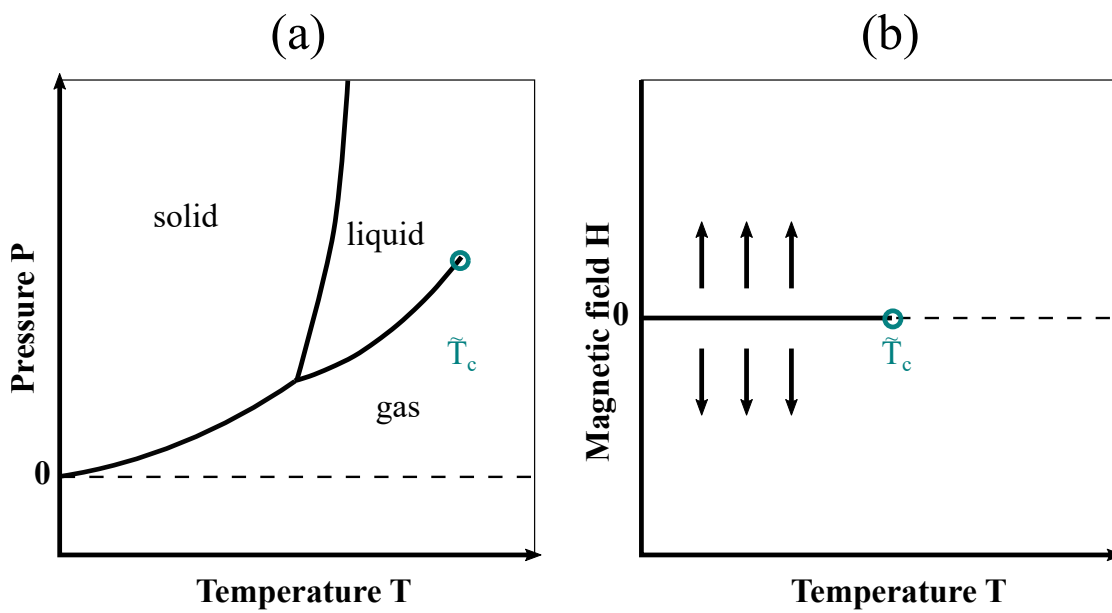 (a)
(b)
Pressure P
solid
liquid
T̃c
gas
0
Temperature T
Magnetic field H
0
T̃c
Temperature T